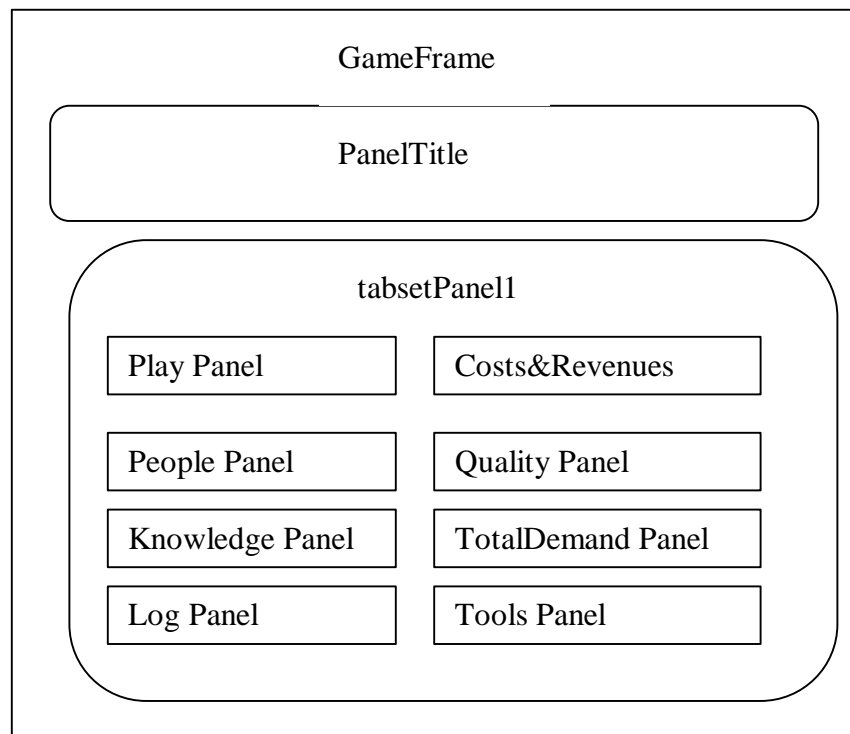 GameFrame
PanelTitle
tabsetPanel1
Play Panel
Costs&Revenues
People Panel
Quality Panel
Knowledge Panel
TotalDemand Panel
Log Panel
Tools Panel